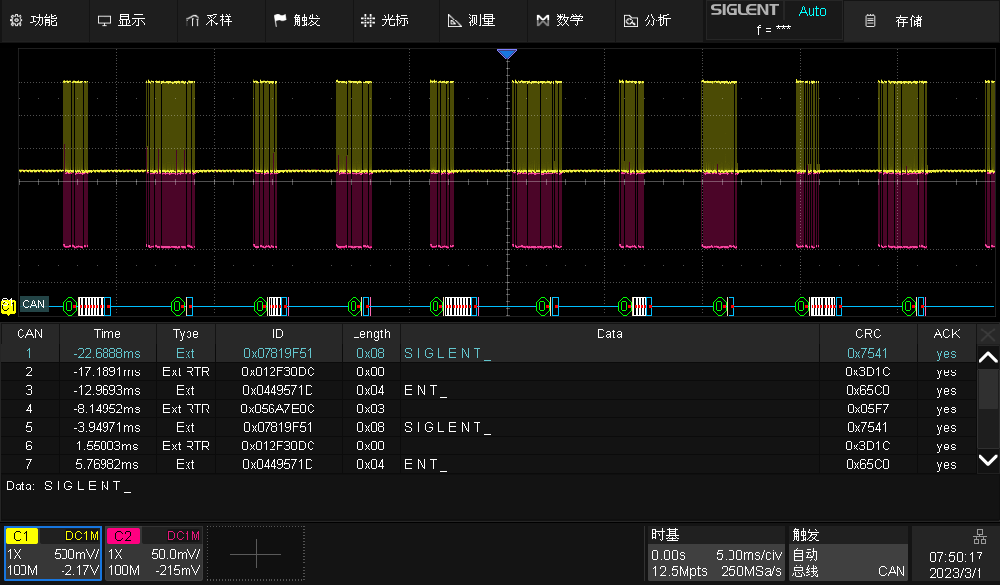 功能 显示 采样 触发 光标 测量 数学 分析 SIGLENT Auto 存储
f = ***
C1 CAN
CAN Time Type ID Length Data CRC ACK
1 -22.6888ms Ext 0x07819F51 0x08 S I G L E N T _ 0x7541 yes
2 -17.1891ms Ext RTR 0x012F30DC 0x00 0x3D1C yes
3 -12.9693ms Ext 0x0449571D 0x04 E N T _ 0x65C0 yes
4 -8.14952ms Ext RTR 0x056A7E0C 0x03 0x05F7 yes
5 -3.94971ms Ext 0x07819F51 0x08 S I G L E N T _ 0x7541 yes
6 1.55003ms Ext RTR 0x012F30DC 0x00 0x3D1C yes
7 5.76982ms Ext 0x0449571D 0x04 E N T _ 0x65C0 yes
Data: S I G L E N T _
C1 DC1M C2 DC1M 时基 触发
1X 500mV/ 1X 50.0mV/ 0.00s 5.00ms/div 自动 07:50:17
100M -2.17V 100M -215mV 12.5Mpts 250MSa/s 总线 CAN 2023/3/1